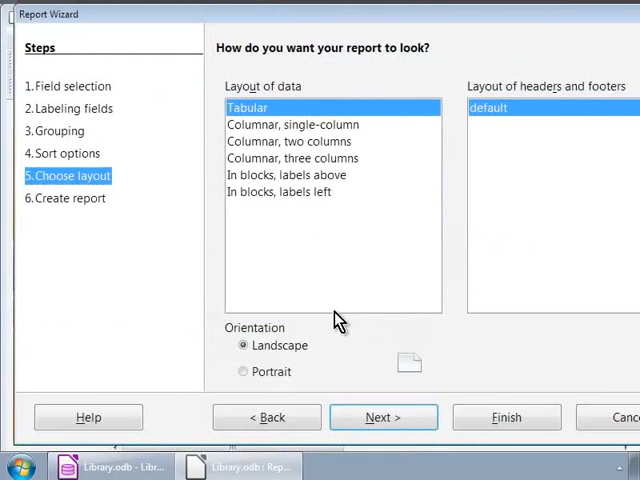 Report Wizard
Steps
How do you want your report to look?
1. Field selection
2. Labeling fields
3. Grouping
4. Sort options
5. Choose layout
6. Create report
Layout of data
Tabular
Columnar, single-column
Columnar, two columns
Columnar, three columns
In blocks, labels above
In blocks, labels left
Layout of headers and footers
default
Orientation
Landscape
Portrait
Help
< Back
Next >
Finish
Canc
Library.odb - Libr...
Library.odb : Rep...